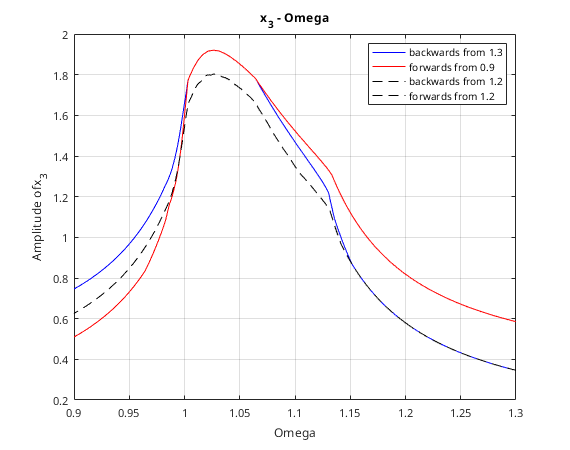 x3 - Omega
backwards from 1.3
forwards from 0.9
backwards from 1.2
forwards from 1.2
Amplitude ofx3
2
1.8
1.6
1.4
1.2
1
0.8
0.6
0.4
0.2
0.9 0.95 1 1.05 1.1 1.15 1.2 1.25 1.3
Omega